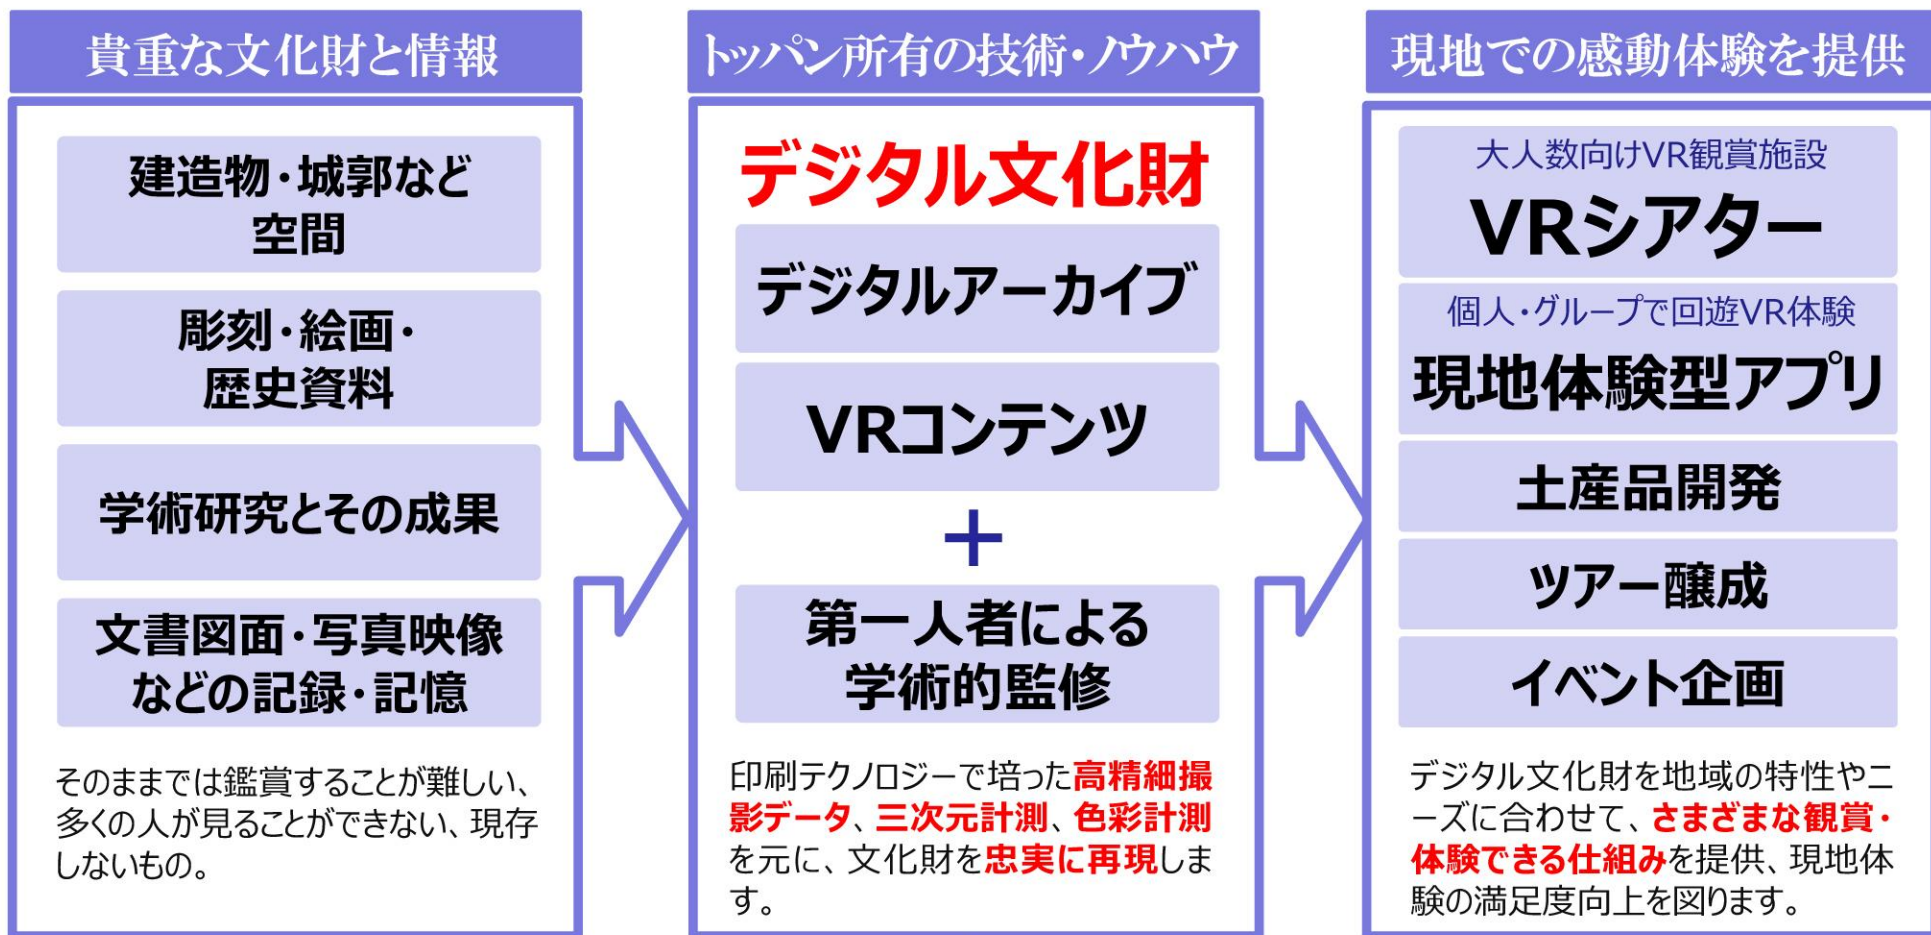 貴重な文化財と情報
建造物・城郭など
空間
彫刻・絵画・
歴史資料
学術研究とその成果
文書図面・写真映像
などの記録・記憶
そのままでは鑑賞することが難しい、
多くの人が見ることができない、現存
しないもの。
トッパン所有の技術・ノウハウ
デジタル文化財
デジタルアーカイブ
VRコンテンツ
+
第一人者による
学術的監修
印刷テクノロジーで培った高精細撮
影データ、三次元計測、色彩計測
を元に、文化財を忠実に再現しま
す。
現地での感動体験を提供
大人数向けVR観賞施設
VRシアター
個人・グループで回遊VR体験
現地体験型アプリ
土産品開発
ツアー醸成
イベント企画
デジタル文化財を地域の特性やニ
ーズに合わせて、さまざまな観賞・
体験できる仕組みを提供、現地体
験の満足度向上を図ります。